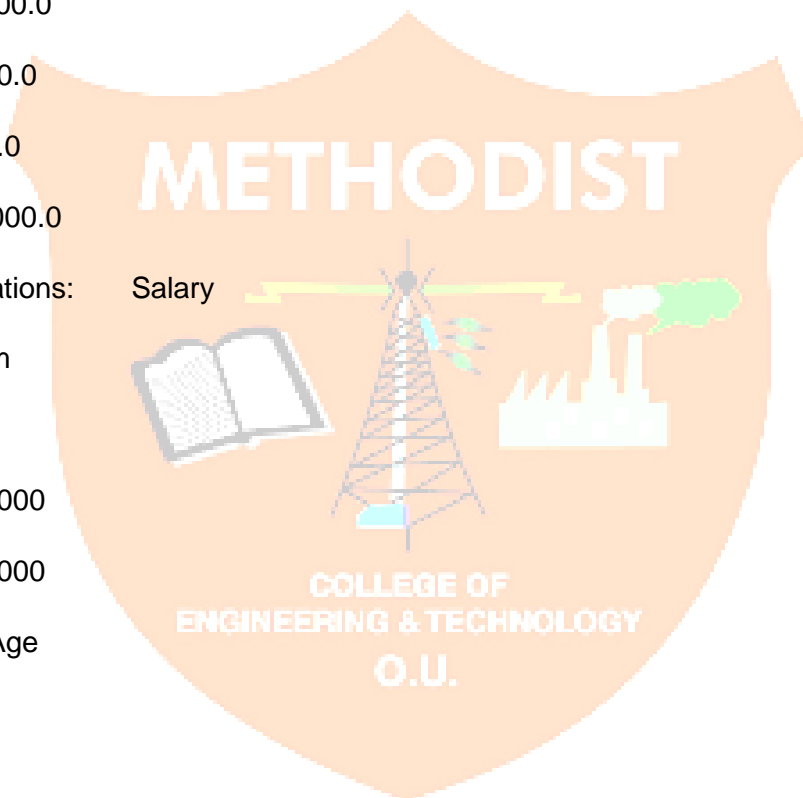 00.0
0.0
METHODIST
.0
000.0
ations: Salary
n
000
000
COLLEGE OF
ENGINEERING & TECHNOLOGY
Age
O.U.